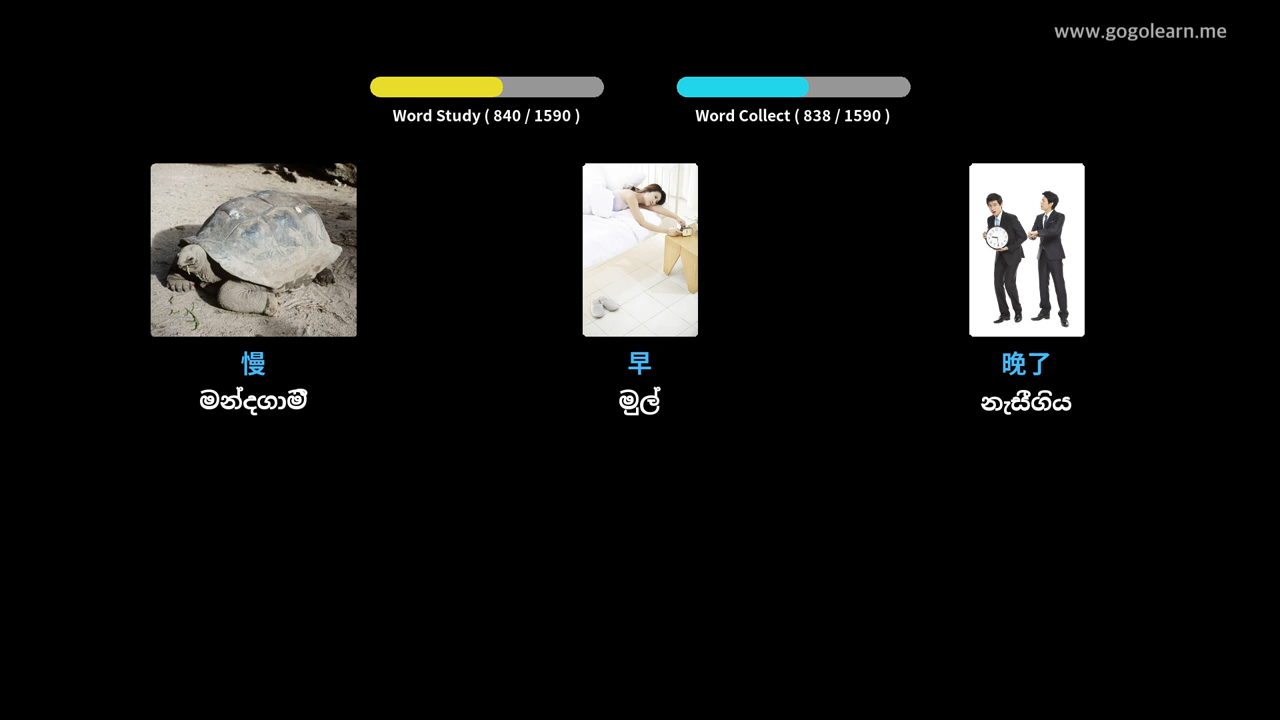 www.gogolearn.me
Word Study ( 840 / 1590 )
Word Collect ( 838 / 1590 )
慢
早
晚了
මන්දගාමී
මුල්
නැසීගිය